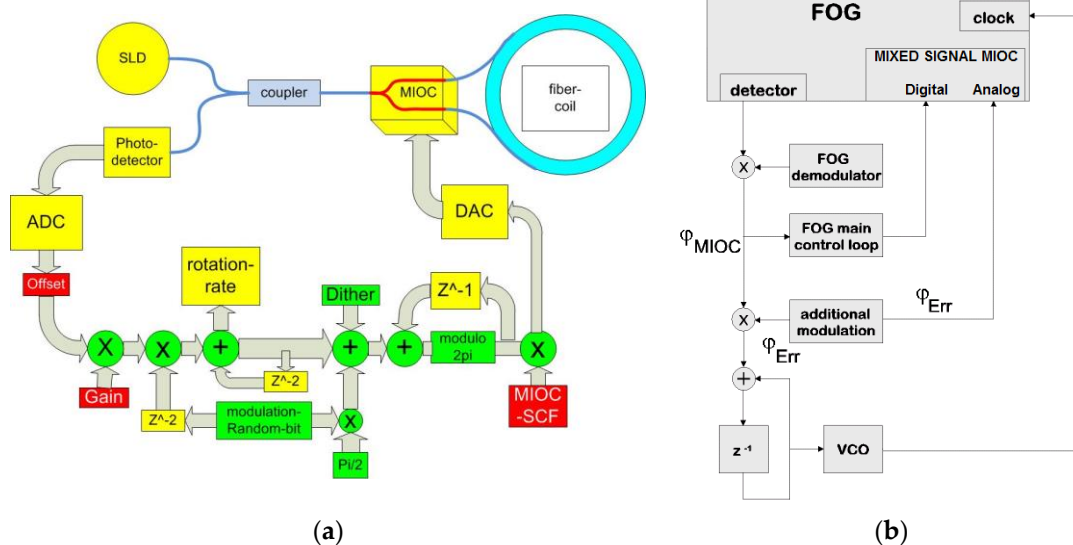 SLD
coupler
MIOC
fiber-
coil
Photo-
detector
ADC
Offset
DAC
rotation-
rate
Dither
Z^-1
modulo
2pi
X
X
+
+
+
X
Gain
Z^-2
Z^-2
modulation-
Random-bit
X
Pi/2
MIOC
-SCF
(a)
FOG
clock
MIXED SIGNAL MIOC
Digital Analog
detector
X
FOG
demodulator
φMIOC
FOG main
control loop
φErr
X
additional
modulation
φErr
+
z -1
VCO
(b)